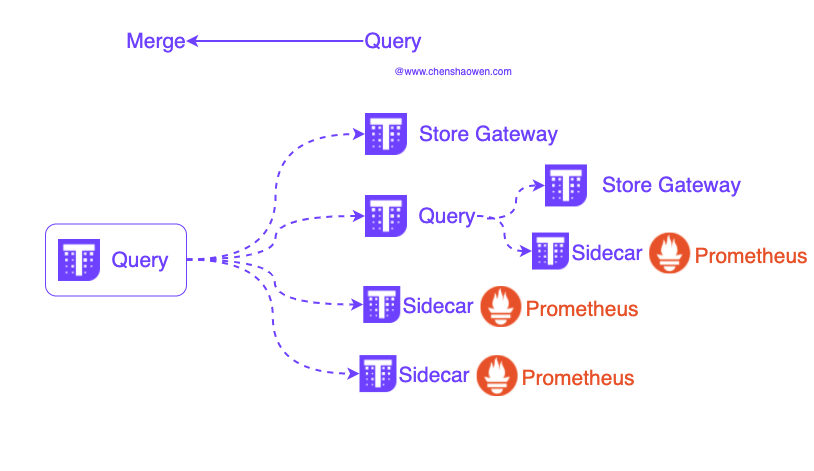 Merge Query
@www.chenshaowen.com
Store Gateway
Store Gateway
Query
Query
Sidecar Prometheus
Sidecar Prometheus
Sidecar Prometheus